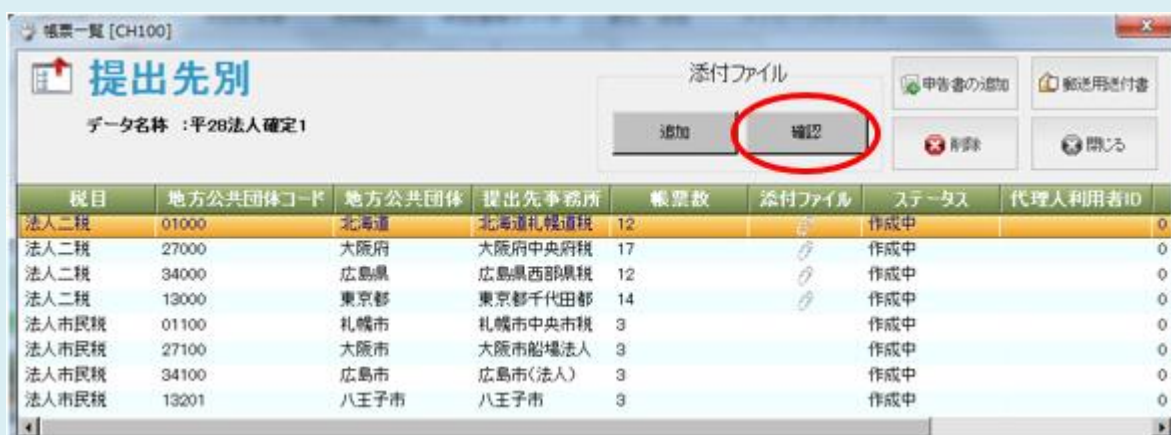 帳票一覧 [CH100]
提出先別
データ名称 :平28法人確定1
添付ファイル
追加
確認
申告書の追加
郵送用送付書
削除
閉じる
税目 地方公共団体コード 地方公共団体 提出先事務所 帳票数 添付ファイル ステータス 代理人利用者ID
法人二税 01000 北海道 北海道札幌道税 12 作成中 0
法人二税 27000 大阪府 大阪府中央府税 17 作成中 0
法人二税 34000 広島県 広島県西部県税 12 作成中 0
法人二税 13000 東京都 東京都千代田都 14 作成中 0
法人市民税 01100 札幌市 札幌市中央市税 3 作成中 0
法人市民税 27100 大阪市 大阪市船場法人 3 作成中 0
法人市民税 34100 広島市 広島市(法人) 3 作成中 0
法人市民税 13201 八王子市 八王子市 3 作成中 0